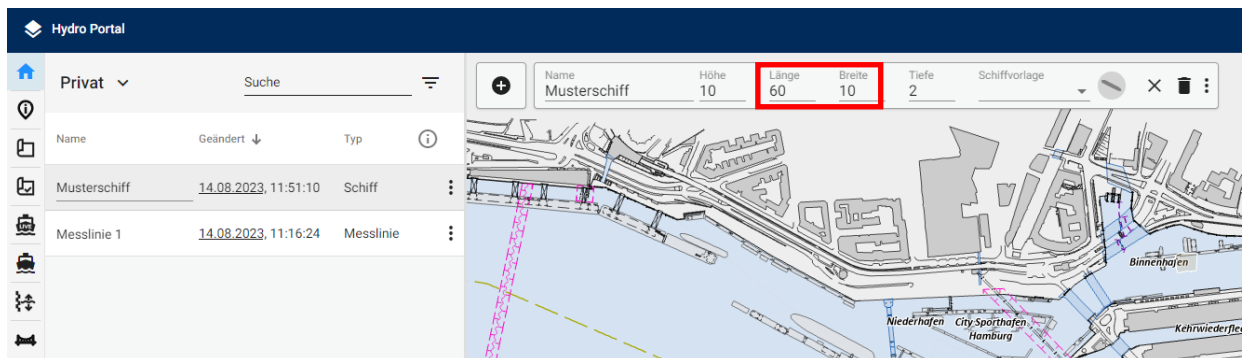 Hydro Portal
Privat
Suche
Name Geändert Typ
Musterschiff 14.08.2023, 11:51:10 Schiff
Messlinie 1 14.08.2023, 11:16:24 Messlinie
LIVE
Name Höhe Länge Breite Tiefe Schiffvorlage
Musterschiff 10 60 10 2
Binnenhafen
Niederhafen City Sporthafen
Hamburg
Kehrwiederfle